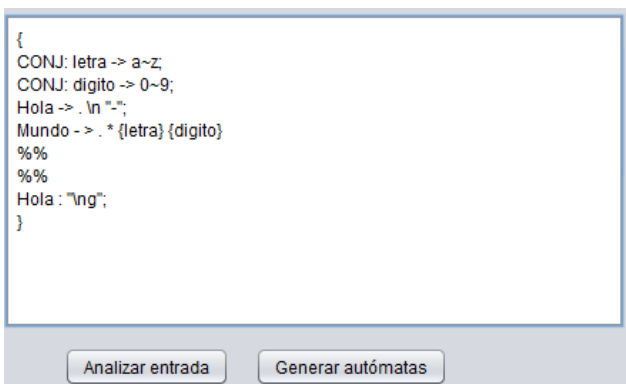 {
CONJ: letra -> a~z;
CONJ: digito -> 0~9;
Hola -> . \n "-";
Mundo - > . * {letra} {digito}
%%
%%
Hola : "\ng";
}
Analizar entrada
Generar autómatas